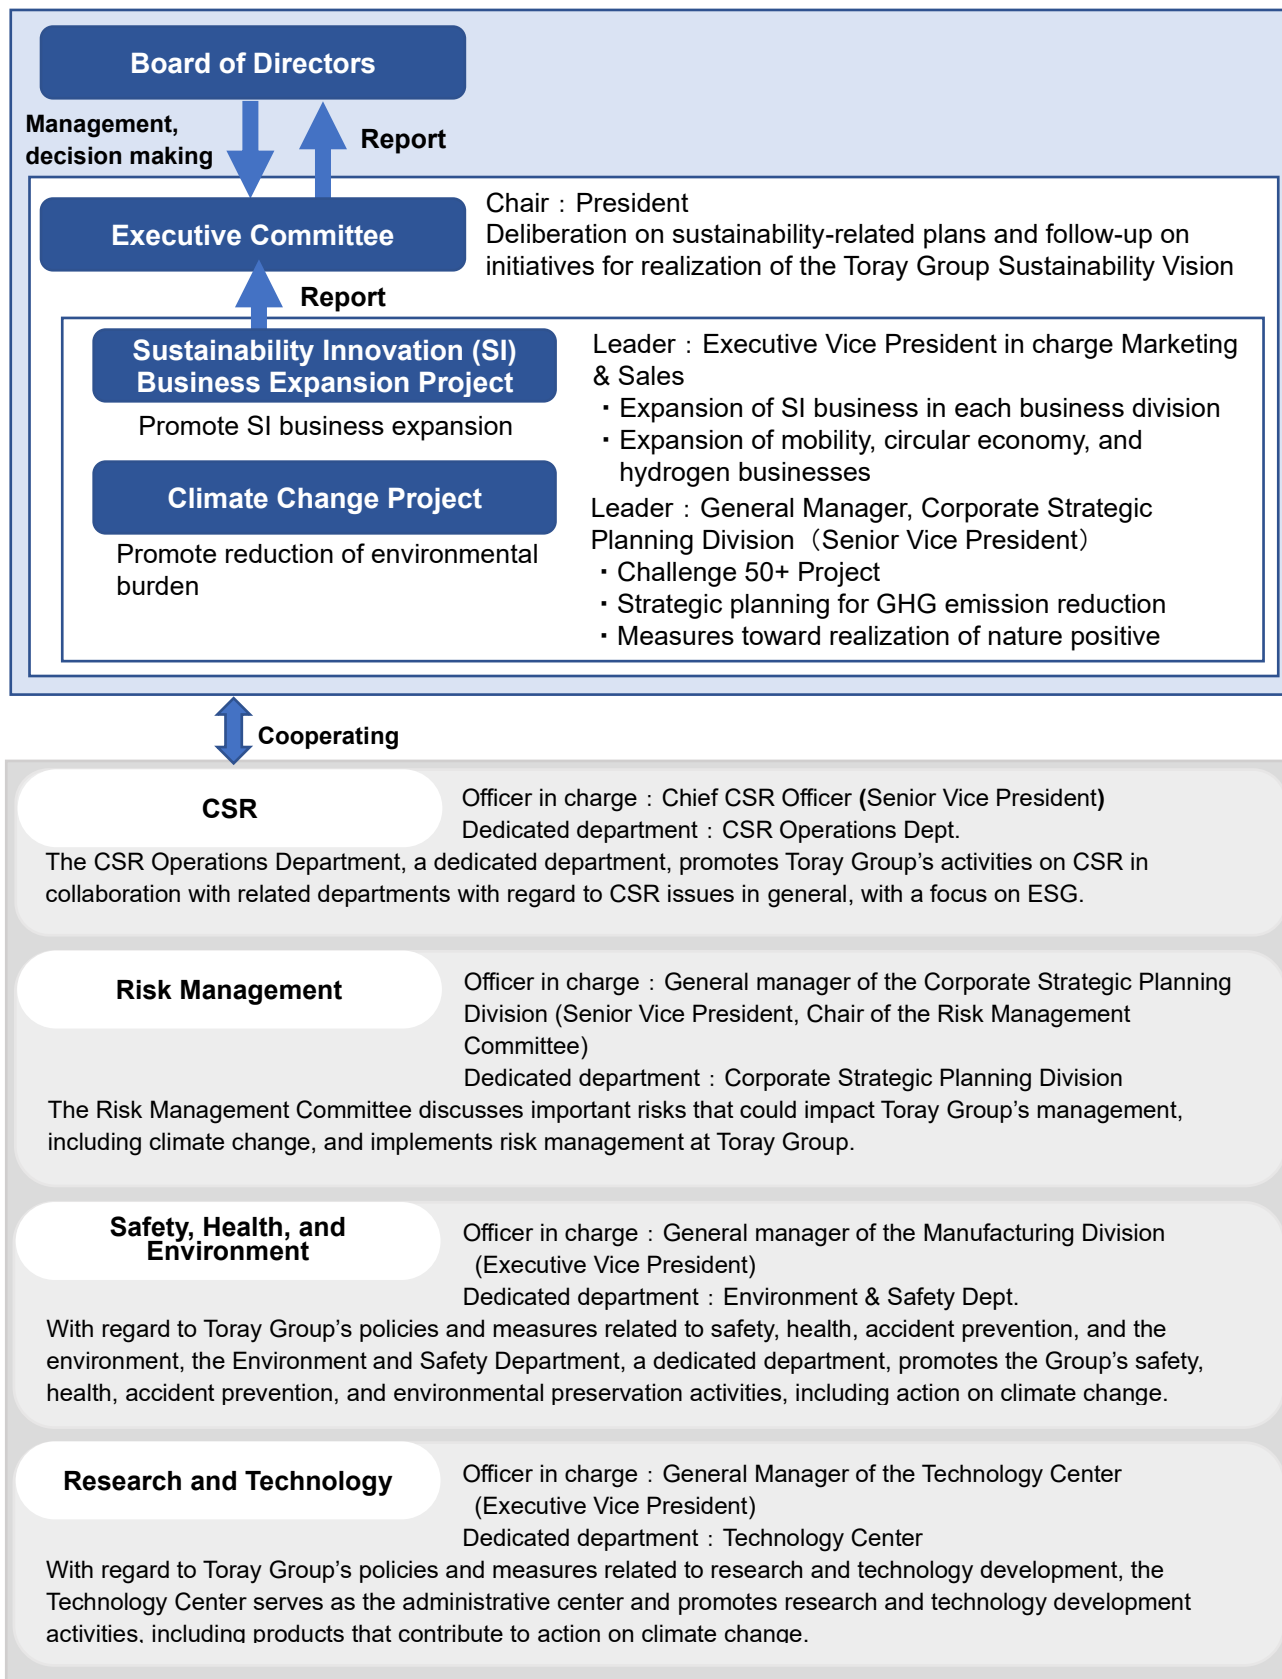 Board of Directors
Management,
decision making
Report
Executive Committee
Chair：President
Deliberation on sustainability-related plans and follow-up on
initiatives for realization of the Toray Group Sustainability Vision
Report
Sustainability Innovation (SI)
Business Expansion Project
Promote SI business expansion
Leader：Executive Vice President in charge Marketing
& Sales
・Expansion of SI business in each business division
・Expansion of mobility, circular economy, and
hydrogen businesses
Climate Change Project
Promote reduction of environmental
burden
Leader：General Manager, Corporate Strategic
Planning Division（Senior Vice President）
・Challenge 50+ Project
・Strategic planning for GHG emission reduction
・Measures toward realization of nature positive
Cooperating
CSR
Officer in charge：Chief CSR Officer (Senior Vice President)
Dedicated department：CSR Operations Dept.
The CSR Operations Department, a dedicated department, promotes Toray Group’s activities on CSR in
collaboration with related departments with regard to CSR issues in general, with a focus on ESG.
Risk Management
Officer in charge：General manager of the Corporate Strategic Planning
Division (Senior Vice President, Chair of the Risk Management
Committee)
Dedicated department：Corporate Strategic Planning Division
The Risk Management Committee discusses important risks that could impact Toray Group’s management,
including climate change, and implements risk management at Toray Group.
Safety, Health, and
Environment
Officer in charge：General manager of the Manufacturing Division
(Executive Vice President)
Dedicated department：Environment & Safety Dept.
With regard to Toray Group’s policies and measures related to safety, health, accident prevention, and the
environment, the Environment and Safety Department, a dedicated department, promotes the Group’s safety,
health, accident prevention, and environmental preservation activities, including action on climate change.
Research and Technology
Officer in charge：General Manager of the Technology Center
(Executive Vice President)
Dedicated department：Technology Center
With regard to Toray Group’s policies and measures related to research and technology development, the
Technology Center serves as the administrative center and promotes research and technology development
activities, including products that contribute to action on climate change.